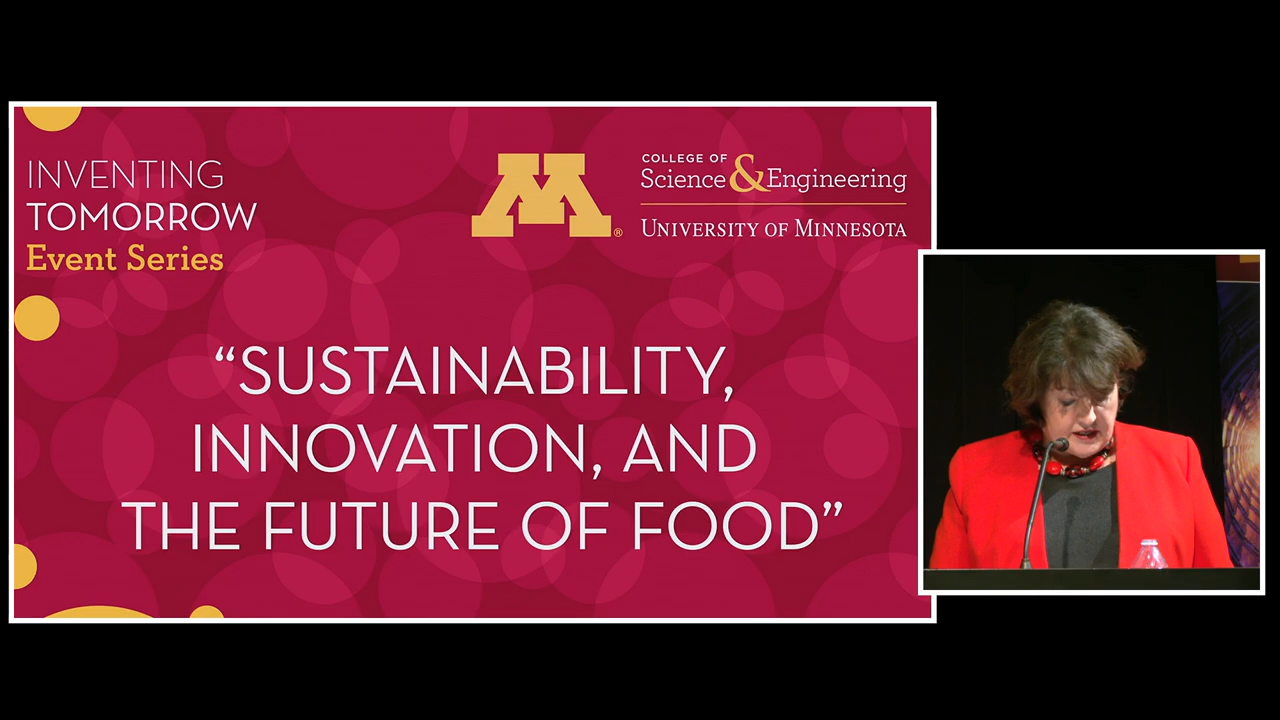 INVENTING
TOMORROW
Event Series
M®
COLLEGE OF
Science & Engineering
UNIVERSITY OF MINNESOTA
“SUSTAINABILITY,
INNOVATION, AND
THE FUTURE OF FOOD”